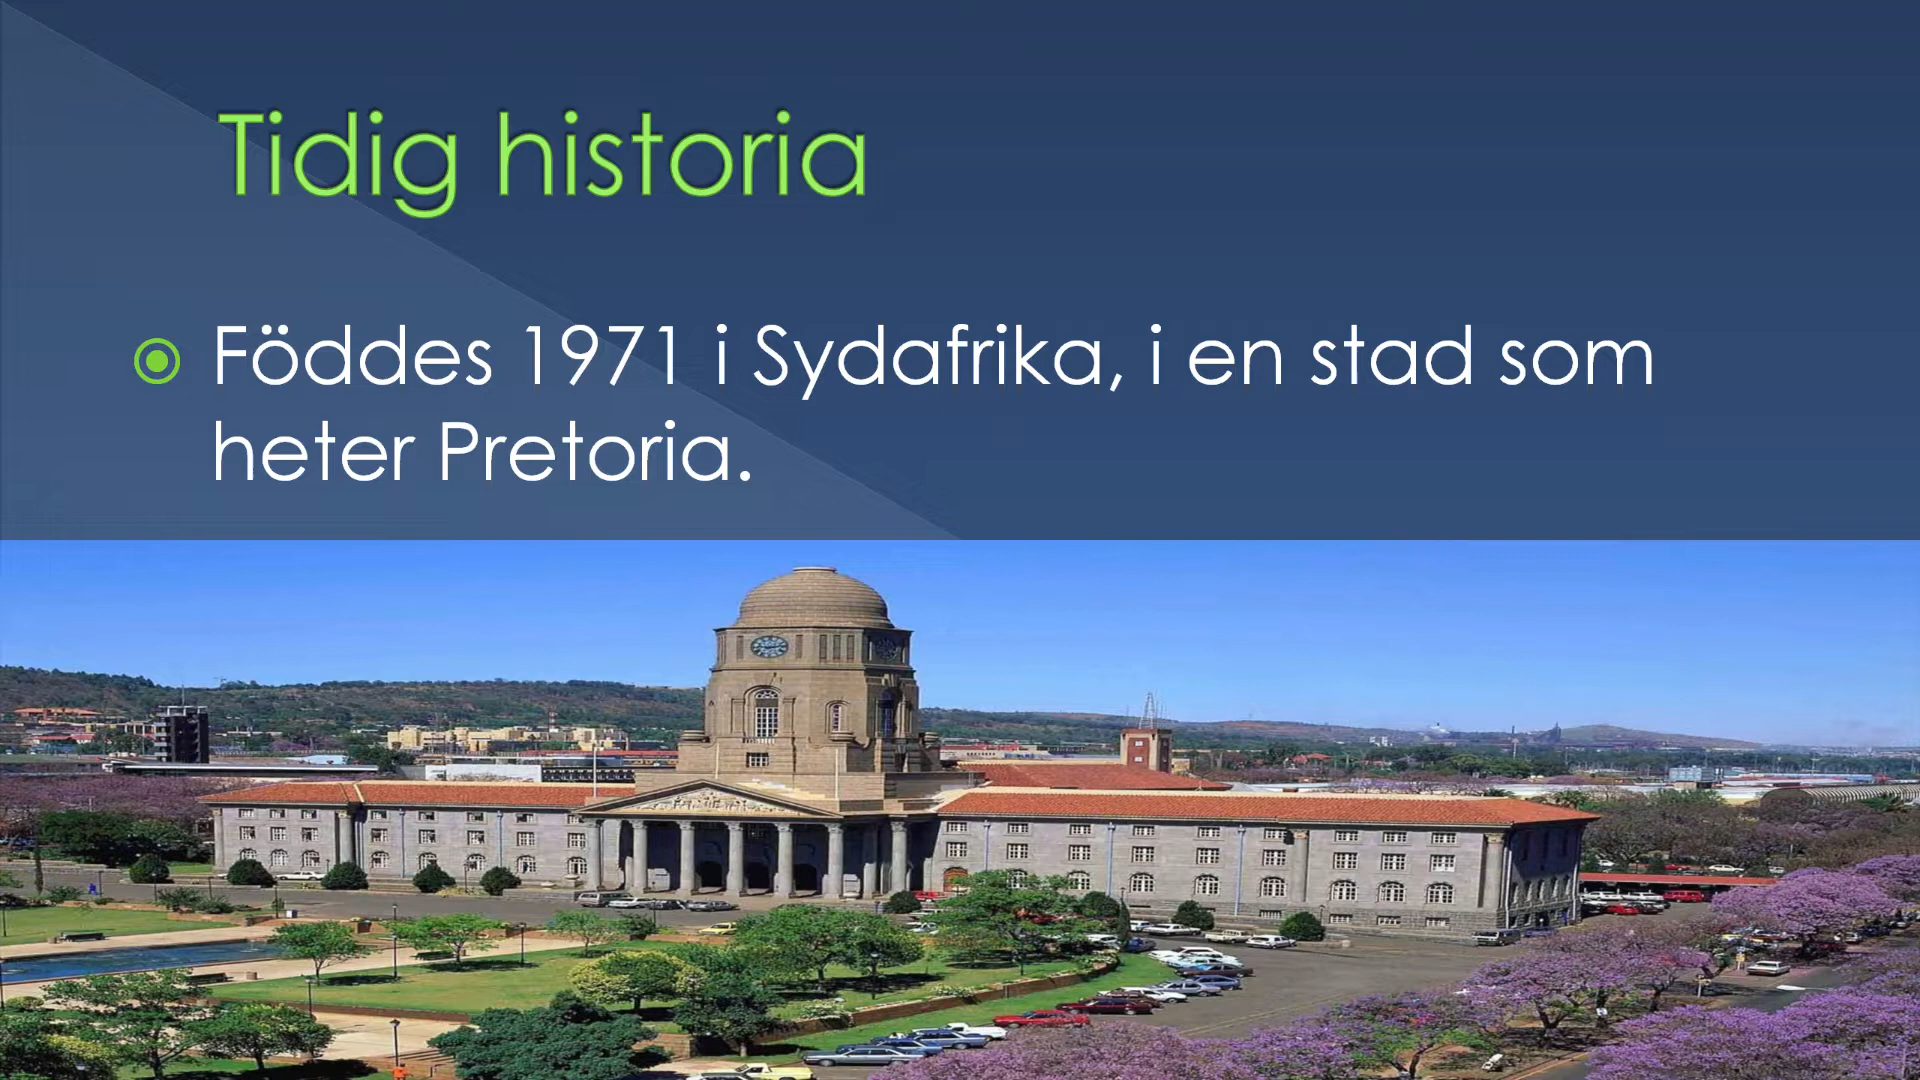 Tidig historia
Föddes 1971 i Sydafrika, i en stad som
heter Pretoria.